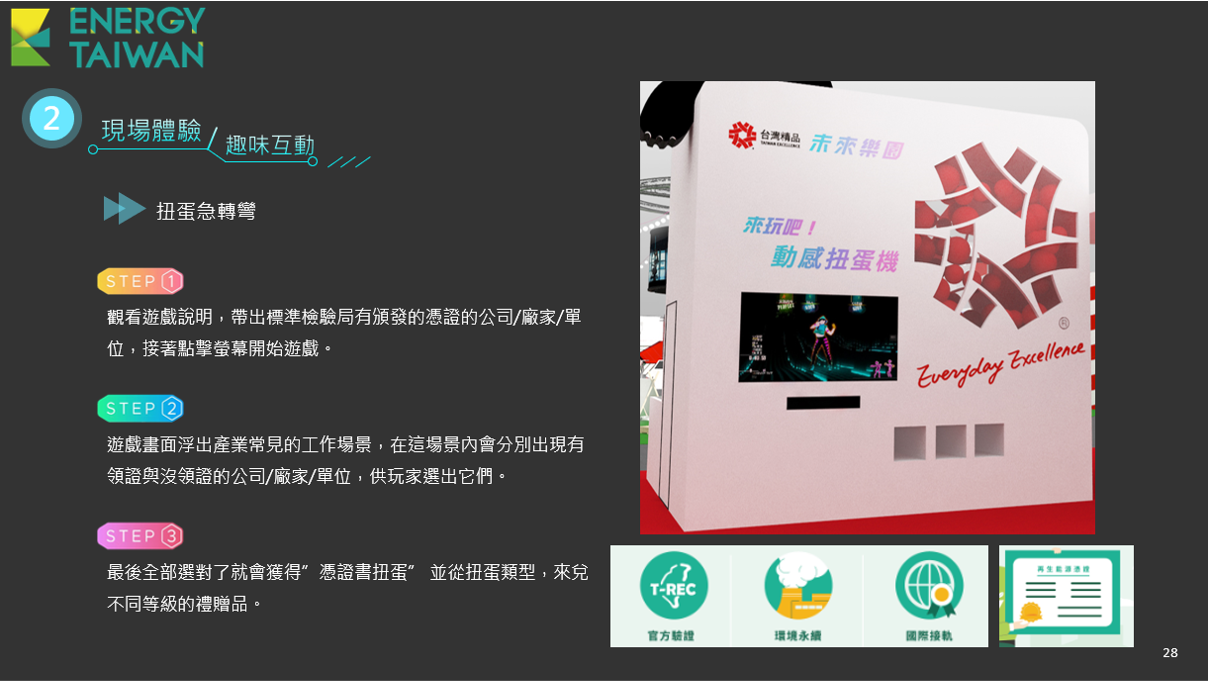 ENERGY
TAIWAN
2
現場體驗
趣味互動
扭蛋急轉彎
STEP 1
觀看遊戲說明，帶出標準檢驗局有頒發的憑證的公司/廠家/單
位，接著點擊螢幕開始遊戲。
STEP 2
遊戲畫面浮出產業常見的工作場景，在這場景內會分別出現有
領證與沒領證的公司/廠家/單位，供玩家選出它們。
STEP 3
最後全部選對了就會獲得”憑證書扭蛋” 並從扭蛋類型，來兌
不同等級的禮贈品。
台灣精品
TAIWAN EXCELLENCE
未來樂園
來玩吧！
動感扭蛋機
®
Everyday Excellence
T-REC
官方驗證
環境永續
國際接軌
再生能源憑證
28